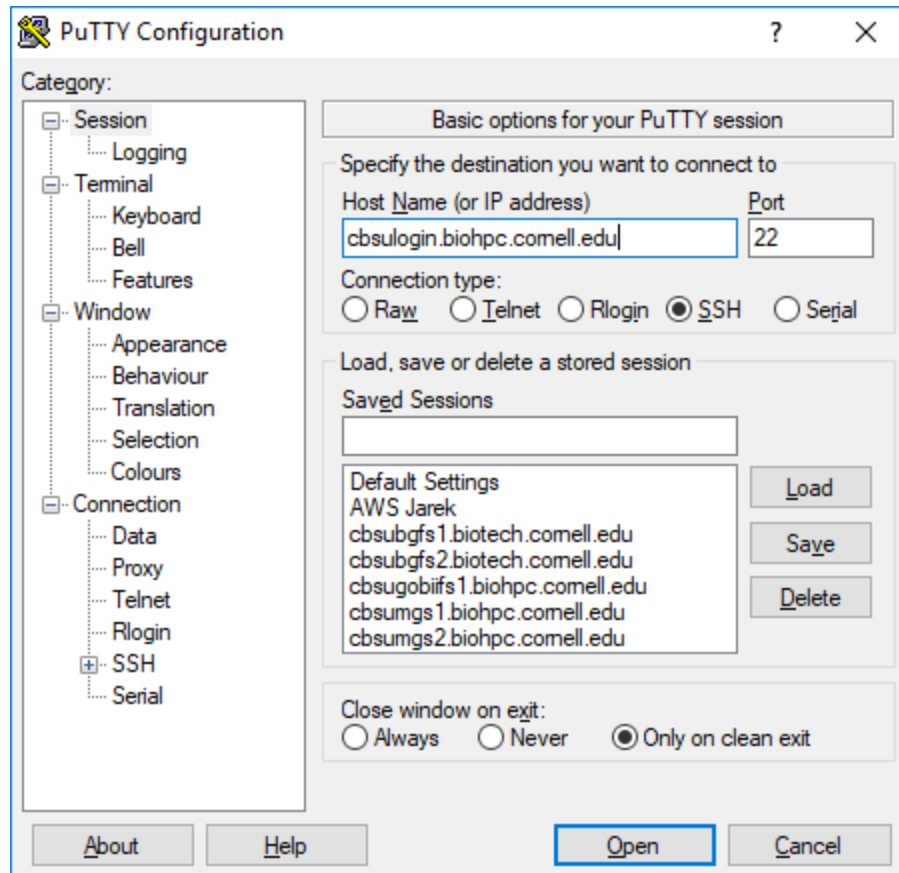 PuTTY Configuration ? ×
Category:
Session
Logging
Terminal
Keyboard
Bell
Features
Window
Appearance
Behaviour
Translation
Selection
Colours
Connection
Data
Proxy
Telnet
Rlogin
SSH
Serial
Basic options for your PuTTY session
Specify the destination you want to connect to
Host Name (or IP address) Port
cbsulogin.biohpc.cornell.edu 22
Connection type:
Raw Telnet Rlogin SSH Serial
Load, save or delete a stored session
Saved Sessions
Default Settings
AWS Jarek
cbsubgfs1.biotech.cornell.edu
cbsubgfs2.biotech.cornell.edu
cbsugobiifs1.biohpc.cornell.edu
cbsumgs1.biohpc.cornell.edu
cbsumgs2.biohpc.cornell.edu
Load
Save
Delete
Close window on exit:
Always Never Only on clean exit
About Help Open Cancel